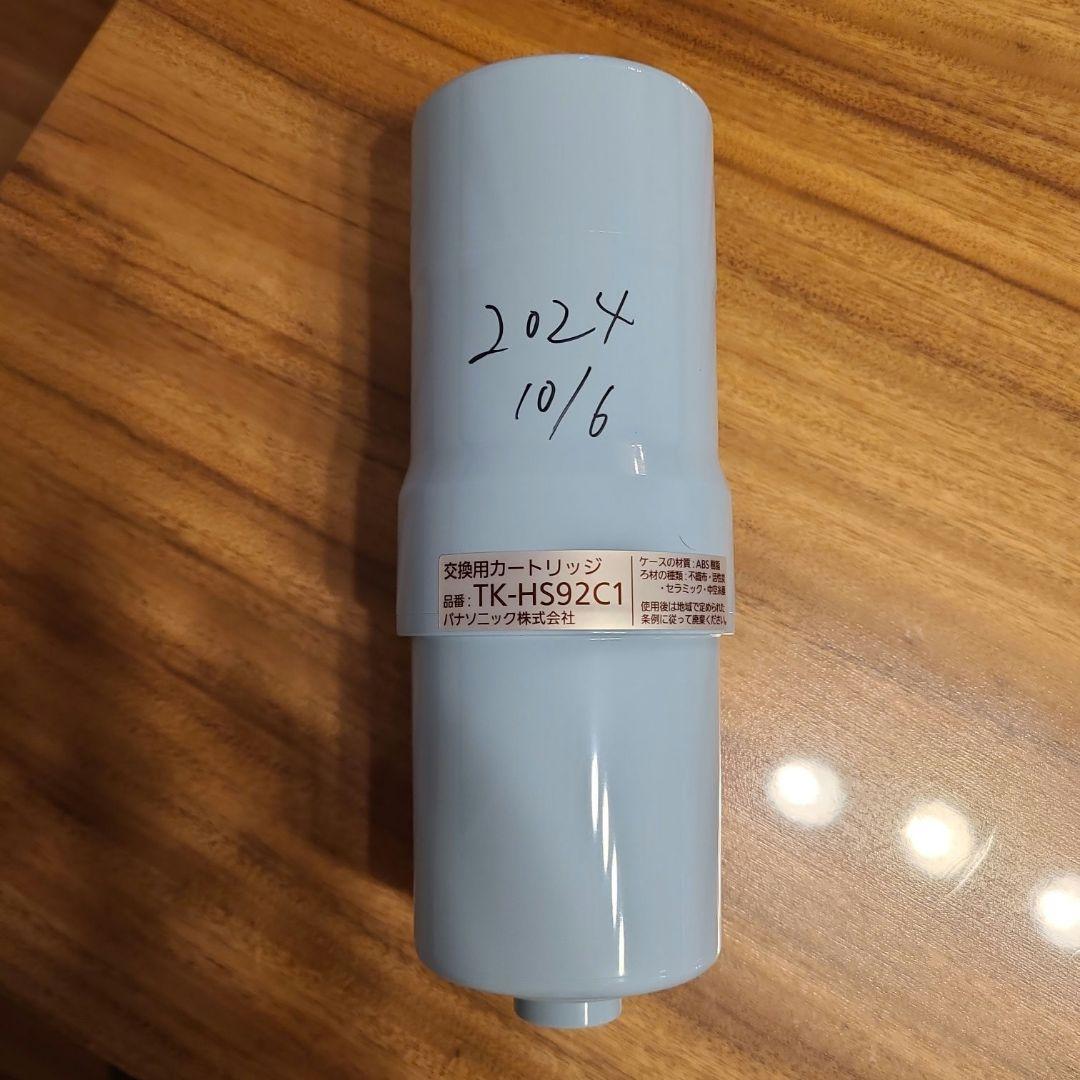 2024
10/6
交換用カートリッジ
品番: TK-HS92C1
パナソニック株式会社
ケースの材質:ABS樹脂
ろ材の種類:不織布・活性炭
・セラミック・中空糸膜
使用後は地域で定められた
条例に従って廃棄ください。